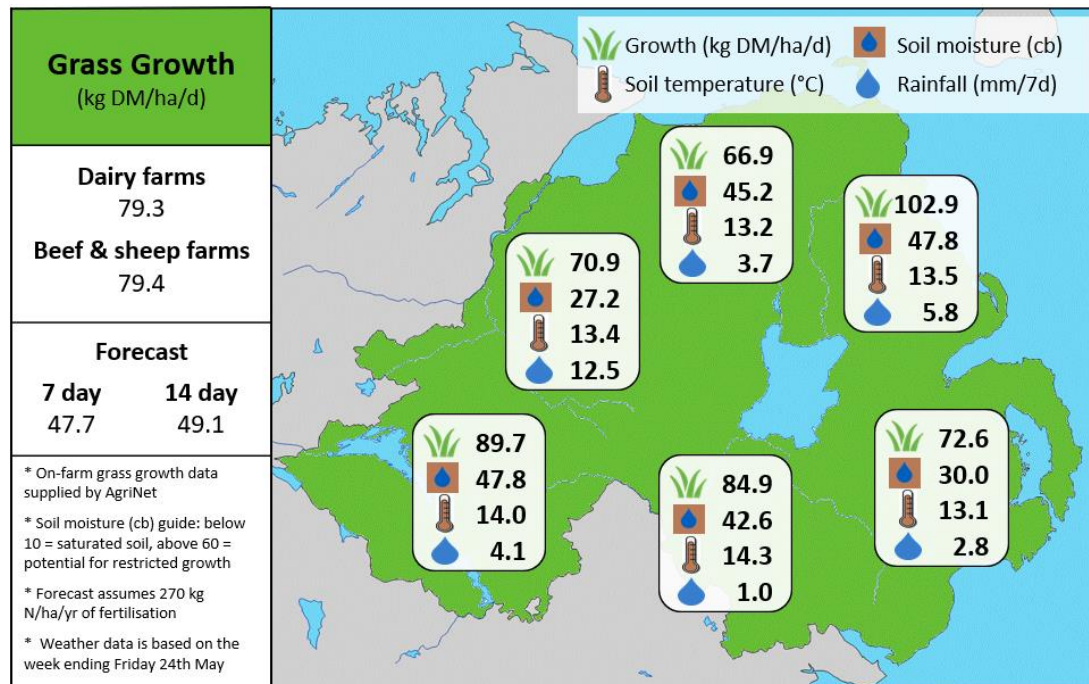 Grass Growth
(kg DM/ha/d)
Dairy farms
79.3
Beef & sheep farms
79.4
Forecast
7 day 14 day
47.7 49.1
* On-farm grass growth data
supplied by AgriNet
* Soil moisture (cb) guide: below
10 = saturated soil, above 60 =
potential for restricted growth
* Forecast assumes 270 kg
N/ha/yr of fertilisation
* Weather data is based on the
week ending Friday 24th May
Growth (kg DM/ha/d) Soil moisture (cb)
Soil temperature (°C) Rainfall (mm/7d)
66.9
45.2
13.2
3.7
102.9
47.8
13.5
5.8
70.9
27.2
13.4
12.5
89.7
47.8
14.0
4.1
84.9
42.6
14.3
1.0
72.6
30.0
13.1
2.8